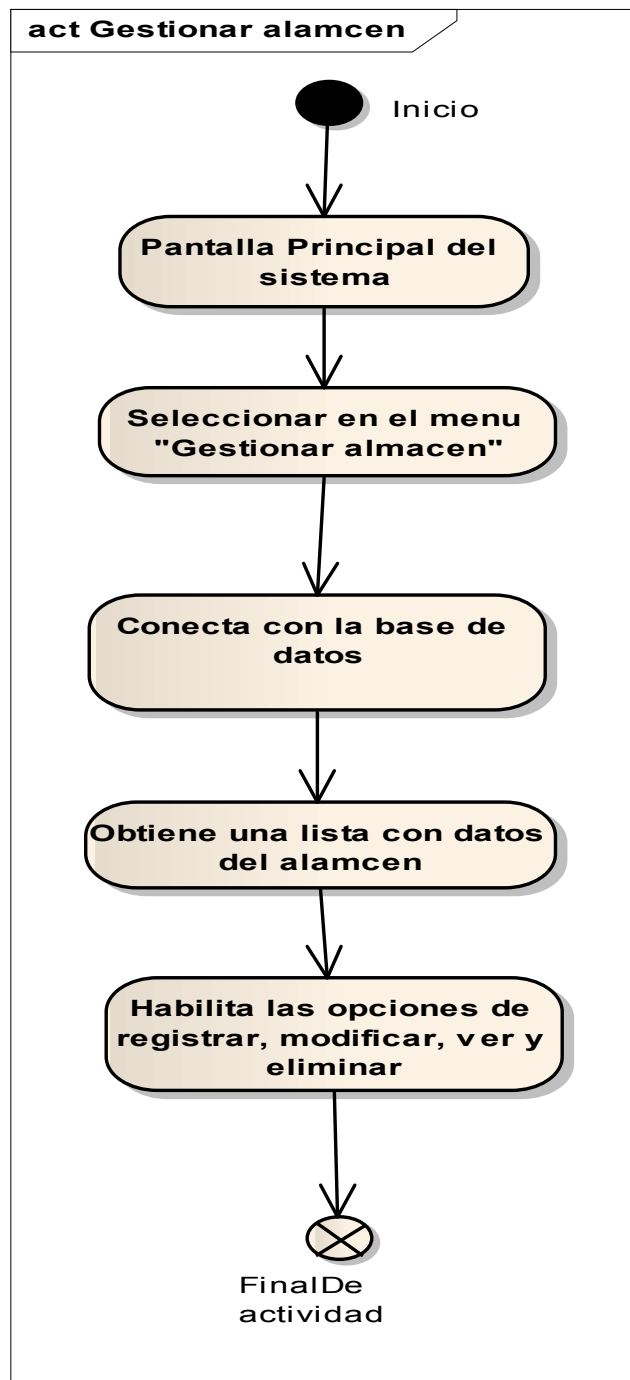 act Gestionar alamcen
Inicio
Pantalla Principal del
sistema
Seleccionar en el menu
"Gestionar almacen"
Conecta con la base de
datos
Obtiene una lista con datos
del alamcen
Habilita las opciones de
registrar, modificar, ver y
eliminar
FinalDe
actividad